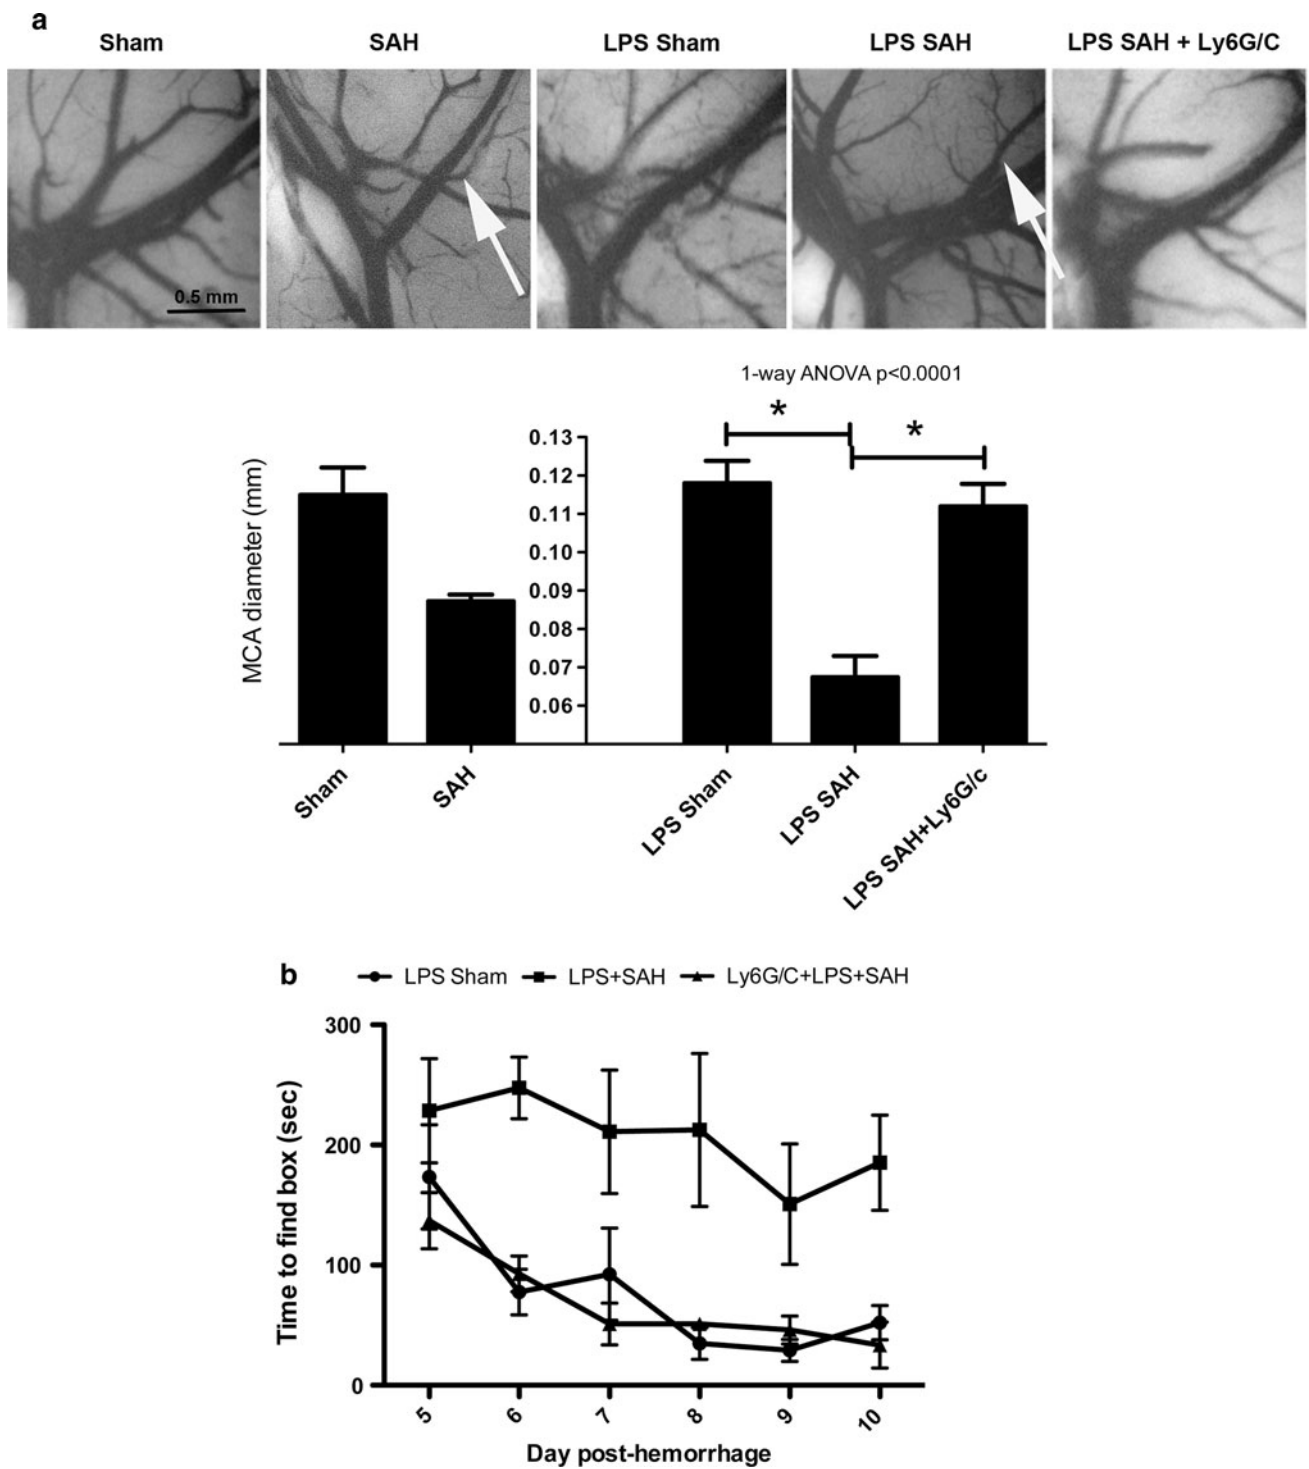 a
Sham SAH LPS Sham LPS SAH LPS SAH + Ly6G/C
0.5 mm
1-way ANOVA p<0.0001
* *
MCA diameter (mm)
0.13
0.12
0.11
0.10
0.09
0.08
0.07
0.06
Sham SAH LPS Sham LPS SAH LPS SAH+Ly6G/c
b
LPS Sham LPS+SAH Ly6G/C+LPS+SAH
Time to find box (sec)
300
200
100
0
5 6 7 8 9 10
Day post-hemorrhage